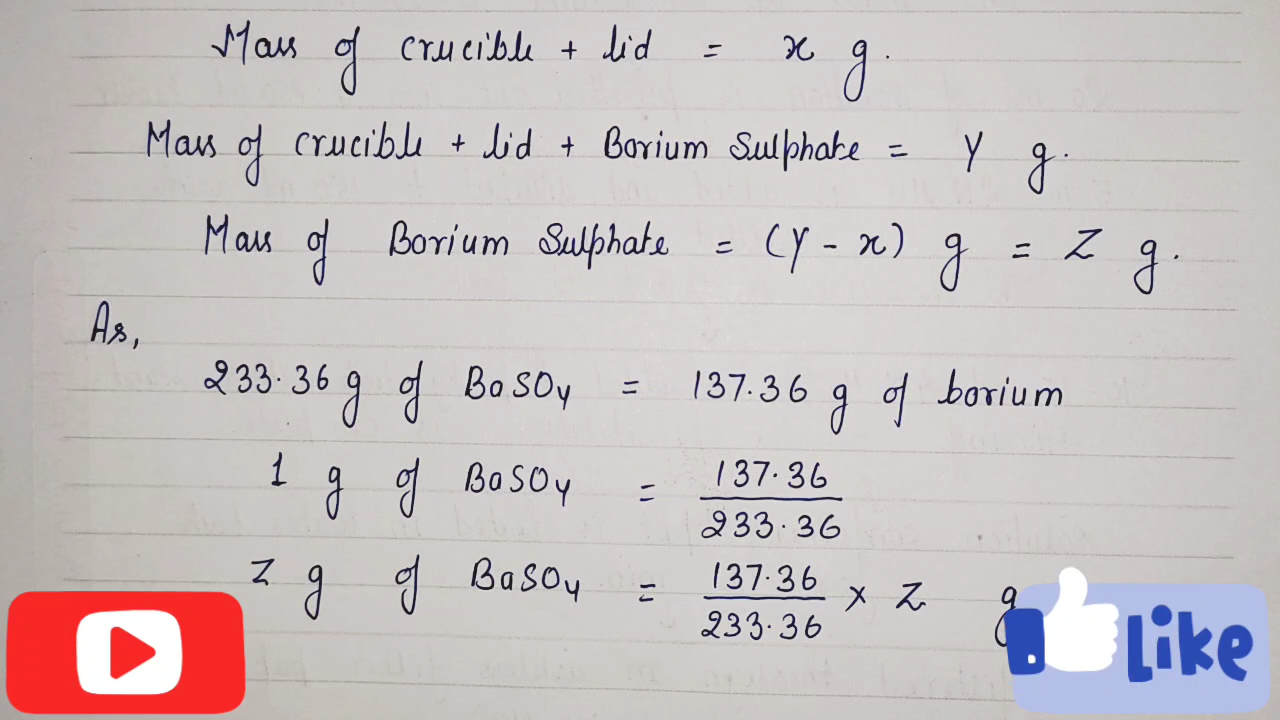 Mass of crucible + lid = x g.
Mass of crucible + lid + Borium Sulphate = Y g.
Mass of Borium Sulphate = (Y - x) g = Z g.
As,
233.36 g of BaSO4 = 137.36 g of borium
1 g of BaSO4 = 137.36 / 233.36
Z g of BaSO4 = 137.36 / 233.36 × Z g
Like